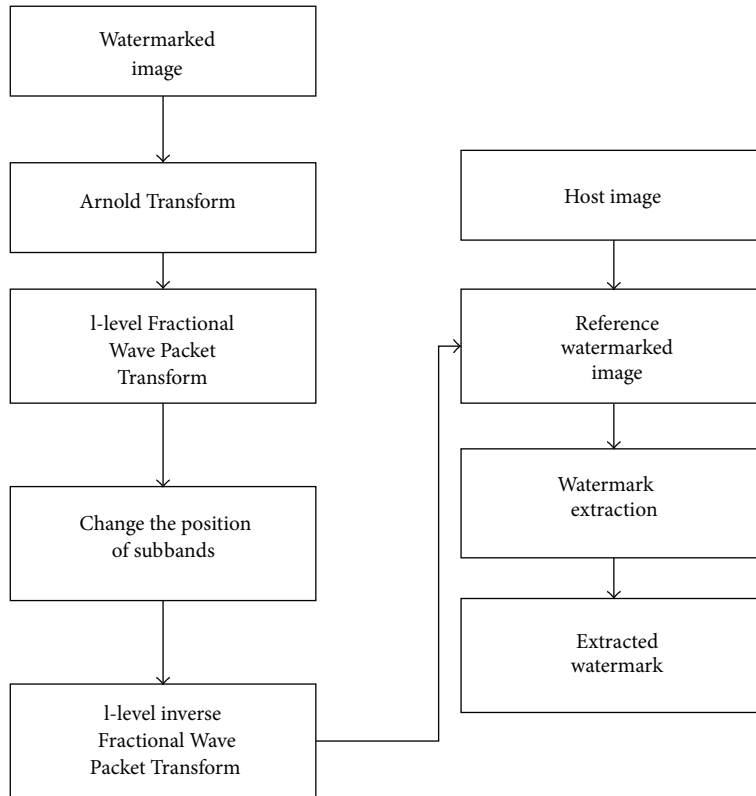 Watermarked
image
Arnold Transform
l-level Fractional
Wave Packet
Transform
Change the position
of subbands
l-level inverse
Fractional Wave
Packet Transform
Host image
Reference
watermarked
image
Watermark
extraction
Extracted
watermark